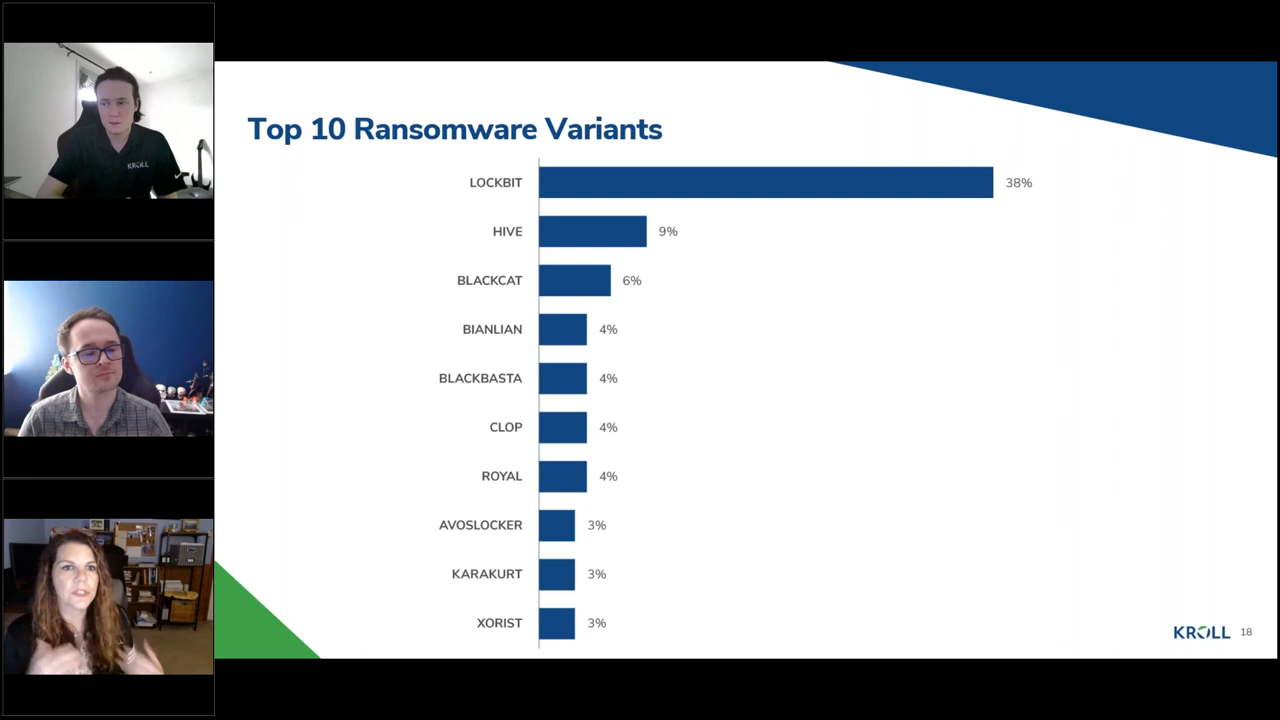 KROLL
Top 10 Ransomware Variants
LOCKBIT 38%
HIVE 9%
BLACKCAT 6%
BIANLIAN 4%
BLACKBASTA 4%
CLOP 4%
ROYAL 4%
AVOSLOCKER 3%
KARAKURT 3%
XORIST 3%
KROLL 18